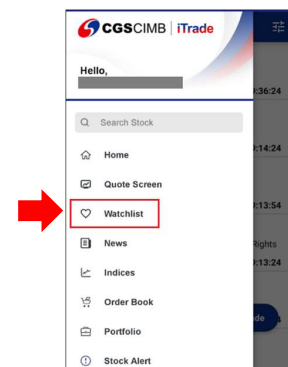 CGSCIMB | iTrade
Hello,
:36:24
Search Stock
Home
):14:24
Quote Screen
Watchlist
):13:54
News
Rights
):13:24
Indices
Order Book
de
Portfolio
Stock Alert